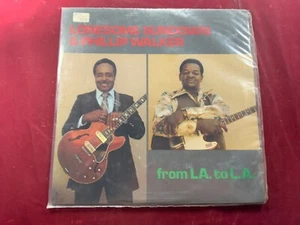 LONESOME SUNDOWN
& PHILLIP WALKER
from L.A. to L.A.